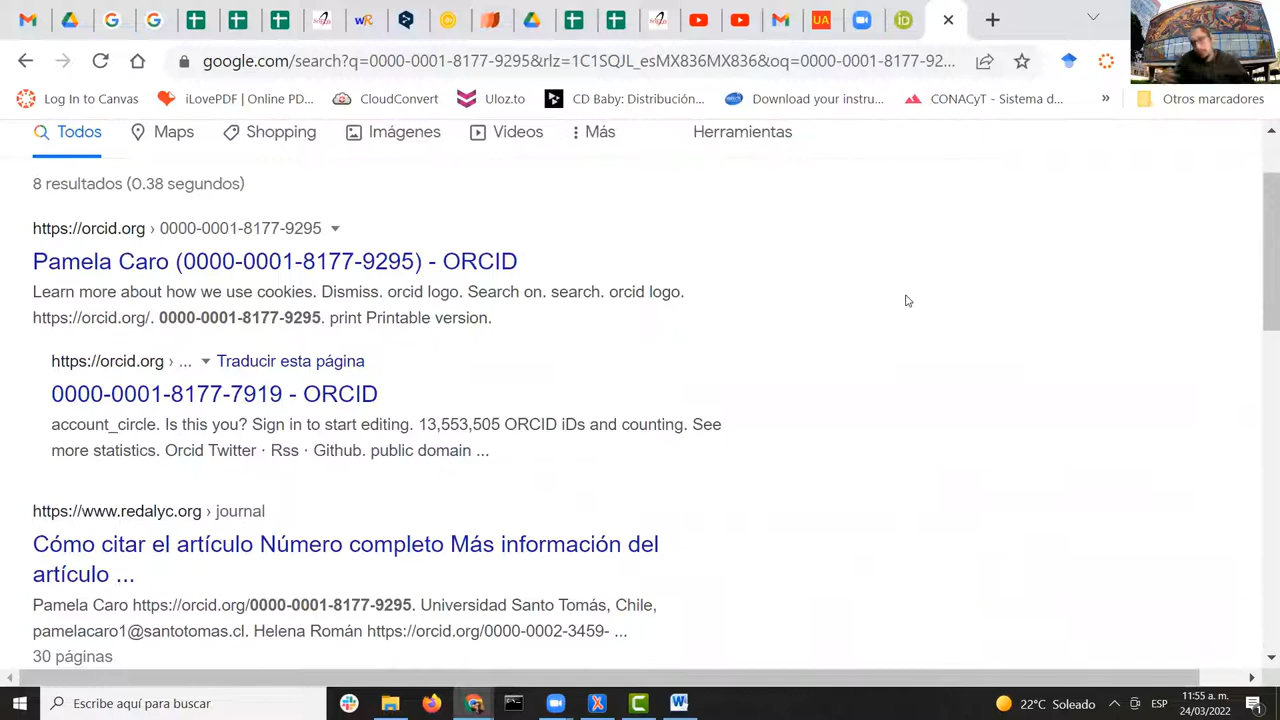 UA
iD
google.com/search?q=0000-0001-8177-9295&rlz=1C1SQJL_esMX836MX836&oq=0000-0001-8177-92...
Log In to Canvas
iLovePDF | Online PD...
CloudConvert
Uloz.to
CD Baby: Distribución...
Download your instru...
CONACyT - Sistema d...
»
Otros marcadores
Todos
Maps
Shopping
Imágenes
Videos
Más
Herramientas
8 resultados (0.38 segundos)
https://orcid.org › 0000-0001-8177-9295
Pamela Caro (0000-0001-8177-9295) - ORCID
Learn more about how we use cookies. Dismiss. orcid logo. Search on. search. orcid logo.
https://orcid.org/. 0000-0001-8177-9295. print Printable version.
https://orcid.org › ... Traducir esta página
0000-0001-8177-7919 - ORCID
account_circle. Is this you? Sign in to start editing. 13,553,505 ORCID iDs and counting. See
more statistics. Orcid Twitter · Rss · Github. public domain ...
https://www.redalyc.org › journal
Cómo citar el artículo Número completo Más información del
artículo ...
Pamela Caro https://orcid.org/0000-0001-8177-9295. Universidad Santo Tomás, Chile,
pamelacaro1@santotomas.cl. Helena Román https://orcid.org/0000-0002-3459- ...
30 páginas
Escribe aquí para buscar
22°C Soleado
ESP
11:55 a. m.
24/03/2022